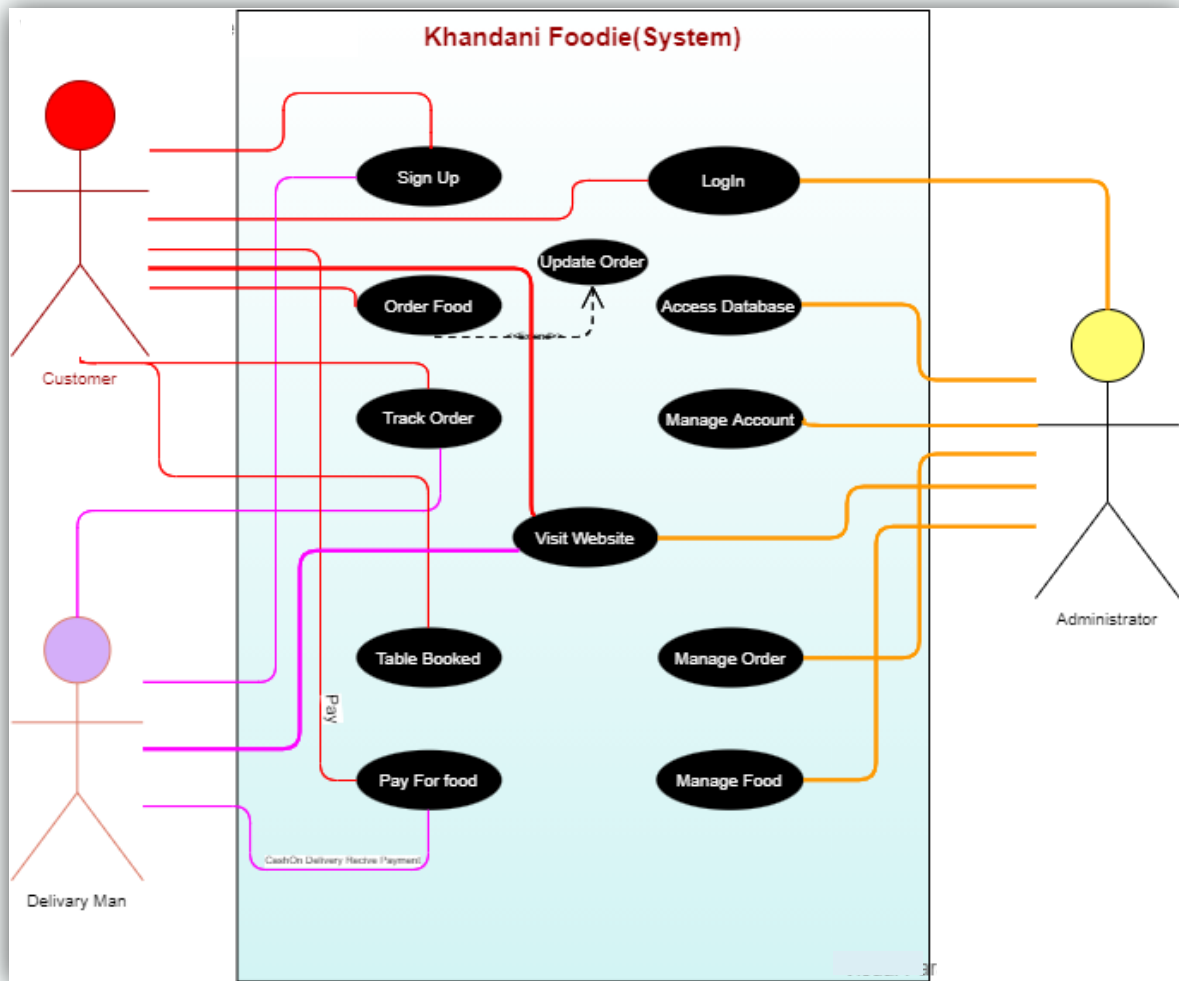 Khandani Foodie(System)
Sign Up
LogIn
Update Order
Order Food
Access Database
Customer
Track Order
Manage Account
Visit Website
Administrator
Table Booked
Manage Order
Pay
Pay For food
Manage Food
CashOn Delivery Recive Payment
Delivary Man